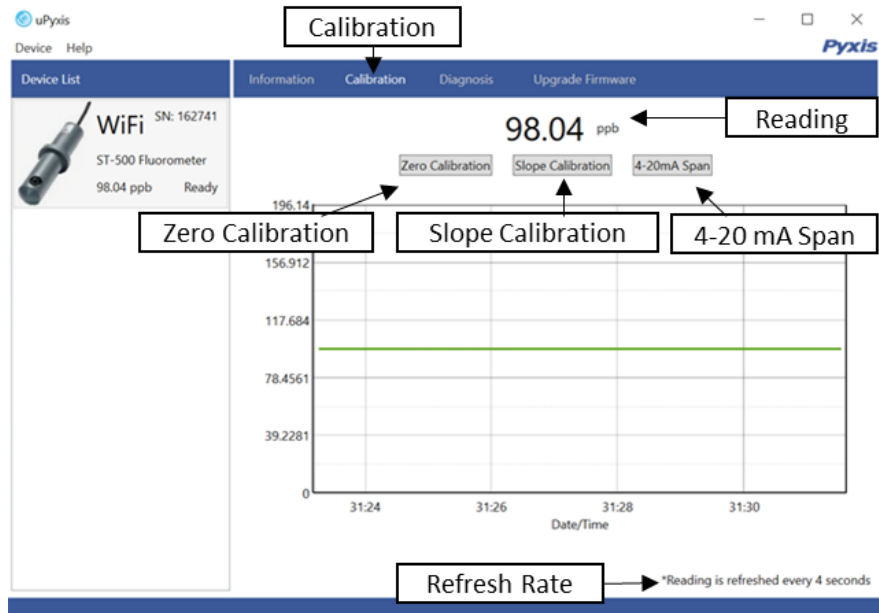 uPyxis
Calibration
Device Help
Pyxis
Device List
Information Calibration Diagnosis Upgrade Firmware
WiFi SN: 162741
ST-500 Fluorometer
98.04 ppb Ready
98.04 ppb
Reading
Zero Calibration Slope Calibration 4-20mA Span
Zero Calibration Slope Calibration 4-20 mA Span
196.14
156.912
117.684
78.4561
39.2281
0
31:24 31:26 31:28 31:30
Date/Time
Refresh Rate
*Reading is refreshed every 4 seconds